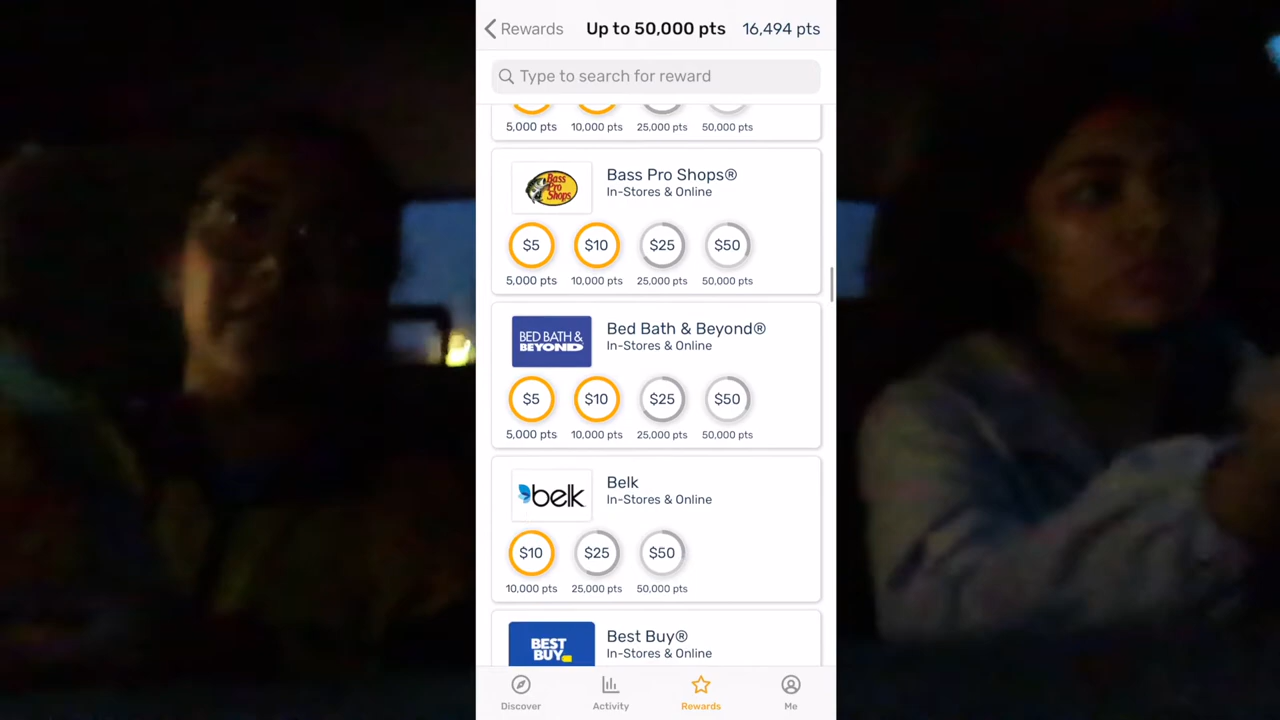 Rewards Up to 50,000 pts 16,494 pts
Type to search for reward
5,000 pts 10,000 pts 25,000 pts 50,000 pts
Bass Pro Shops
Bass Pro Shops®
In-Stores & Online
$5 $10 $25 $50
5,000 pts 10,000 pts 25,000 pts 50,000 pts
BED BATH &
BEYOND
Bed Bath & Beyond®
In-Stores & Online
$5 $10 $25 $50
5,000 pts 10,000 pts 25,000 pts 50,000 pts
belk
Belk
In-Stores & Online
$10 $25 $50
10,000 pts 25,000 pts 50,000 pts
BEST
BUY
Best Buy®
In-Stores & Online
Discover Activity Rewards Me